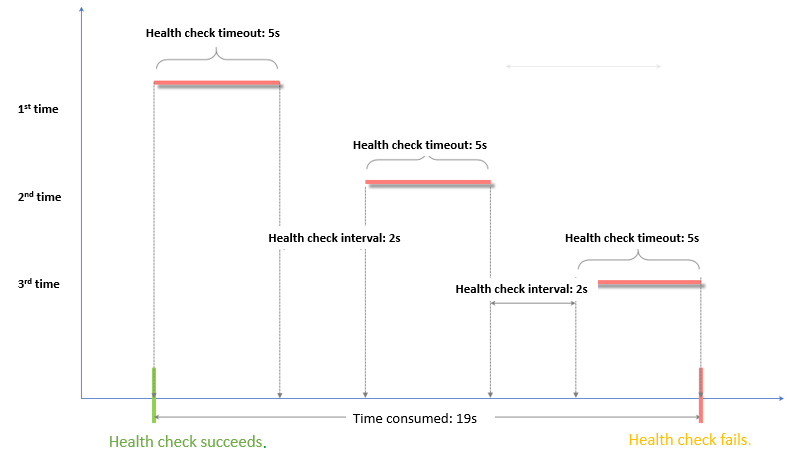 Health check timeout: 5s
1st time
Health check timeout: 5s
2nd time
Health check interval: 2s
Health check timeout: 5s
3rd time
Health check interval: 2s
Time consumed: 19s
Health check succeeds.
Health check fails.